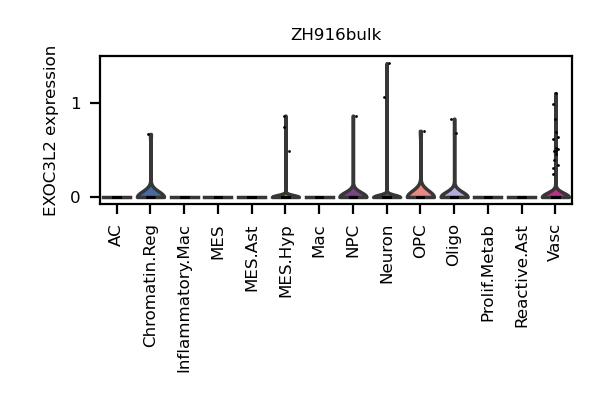 ZH916bulk
EXOC3L2 expression
1
0
AC
Chromatin.Reg
Inflammatory.Mac
MES
MES.Ast
MES.Hyp
Mac
NPC
Neuron
OPC
Oligo
Prolif.Metab
Reactive.Ast
Vasc